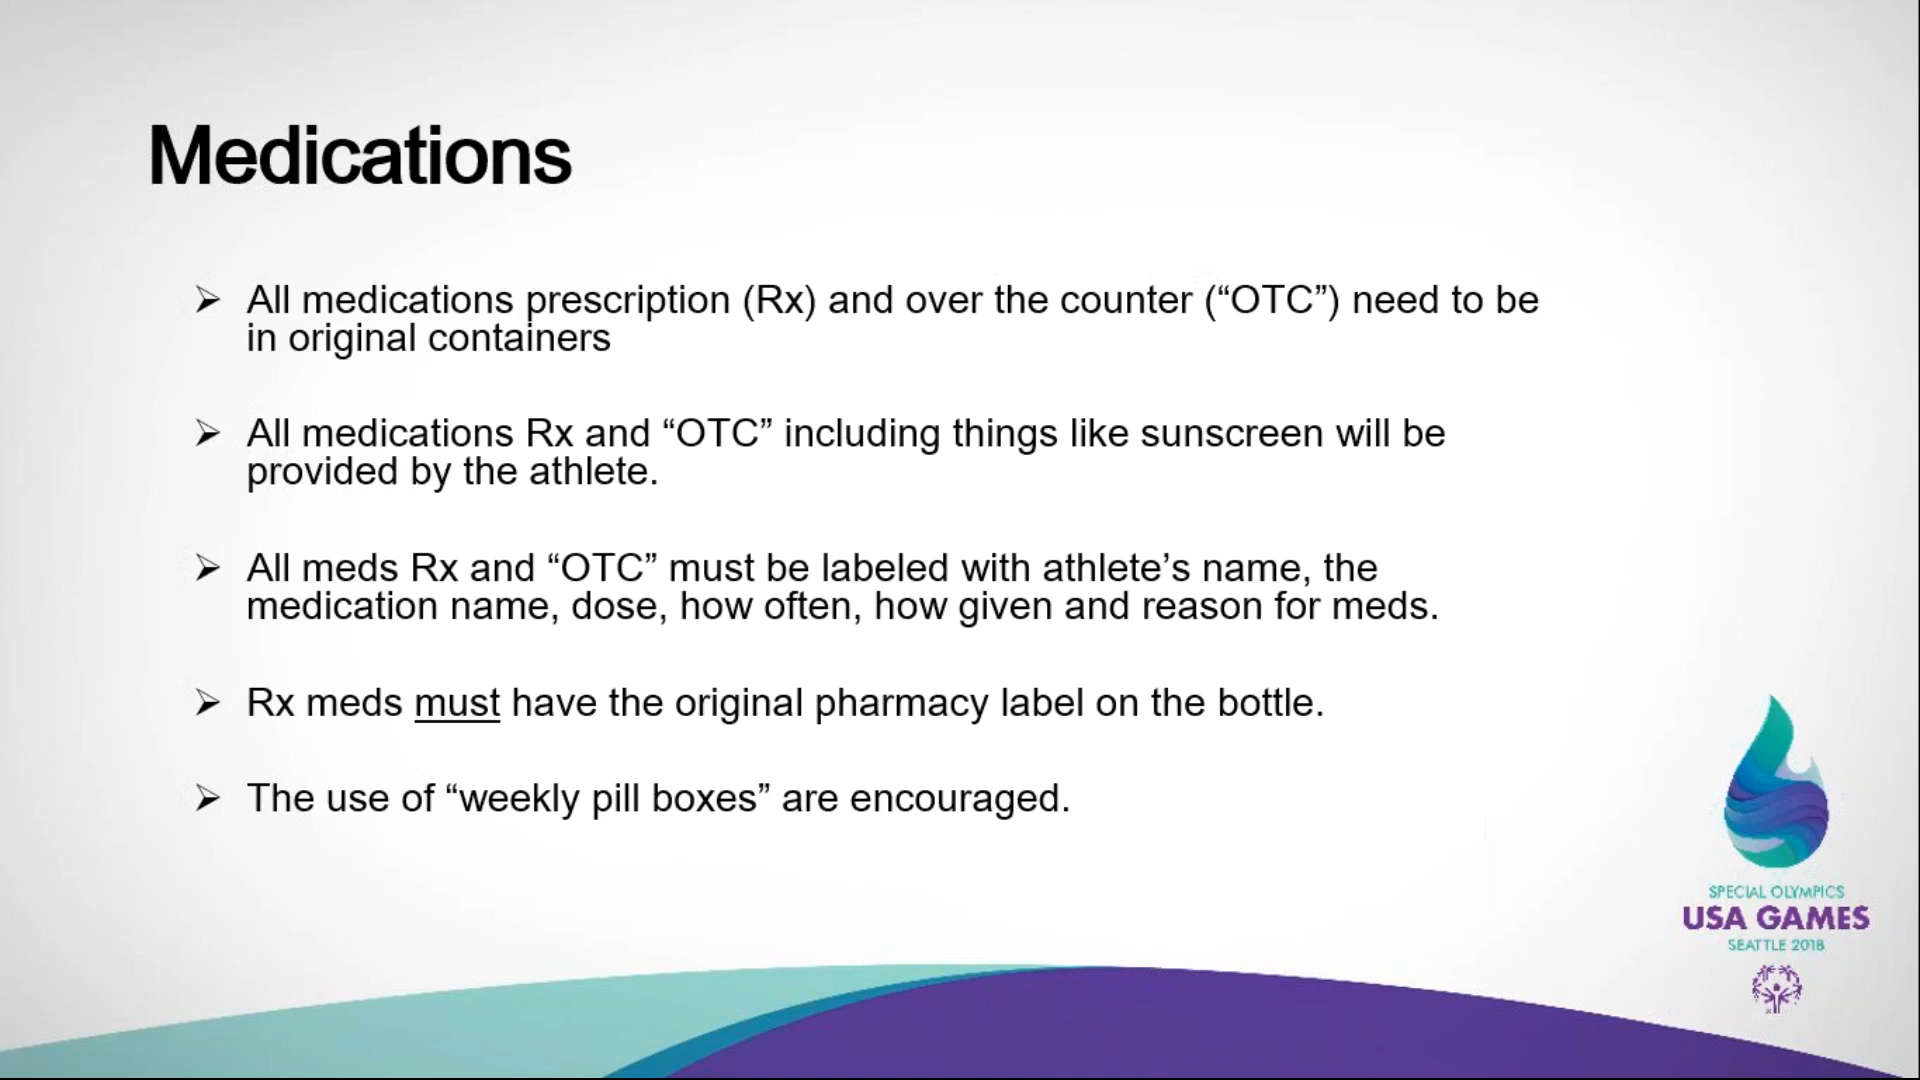 Medications
➢ All medications prescription (Rx) and over the counter (“OTC”) need to be
in original containers
➢ All medications Rx and “OTC” including things like sunscreen will be
provided by the athlete.
➢ All meds Rx and “OTC” must be labeled with athlete’s name, the
medication name, dose, how often, how given and reason for meds.
➢ Rx meds must have the original pharmacy label on the bottle.
➢ The use of “weekly pill boxes” are encouraged.
SPECIAL OLYMPICS
USA GAMES
SEATTLE 2018